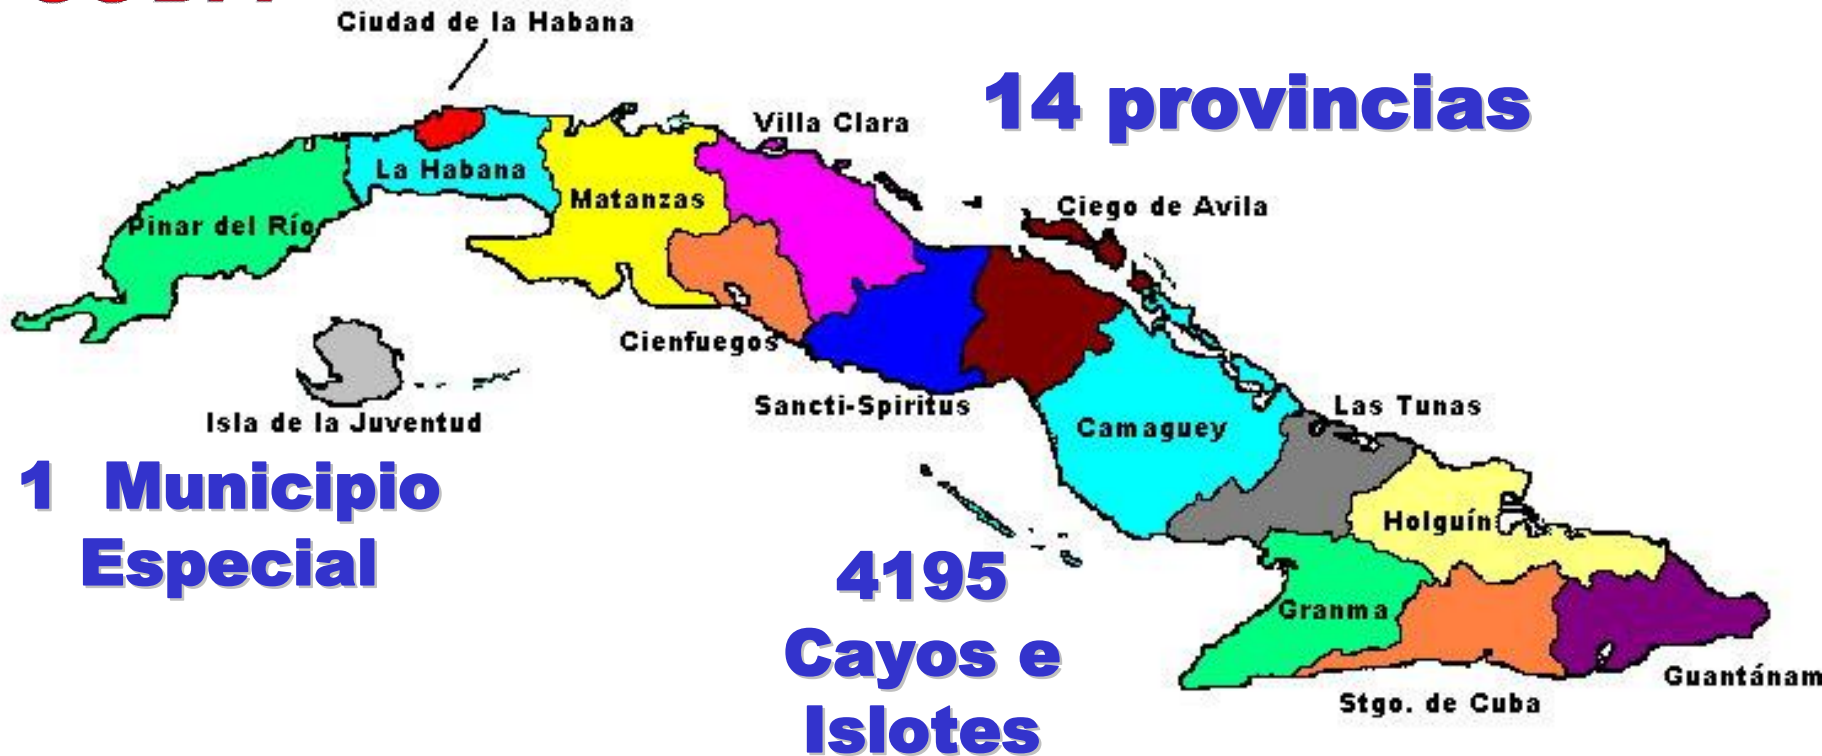 Ciudad de la Habana
14 provincias
Villa Clara
La Habana
Matanzas
Ciego de Avila
Pinar del Río
Cienfuegos
Sancti-Spiritus
Las Tunas
Isla de la Juventud
Camaguey
1 Municipio
Especial
Holguín
4195
Cayos e
Islotes
Granma
Guantánam
Stgo. de Cuba